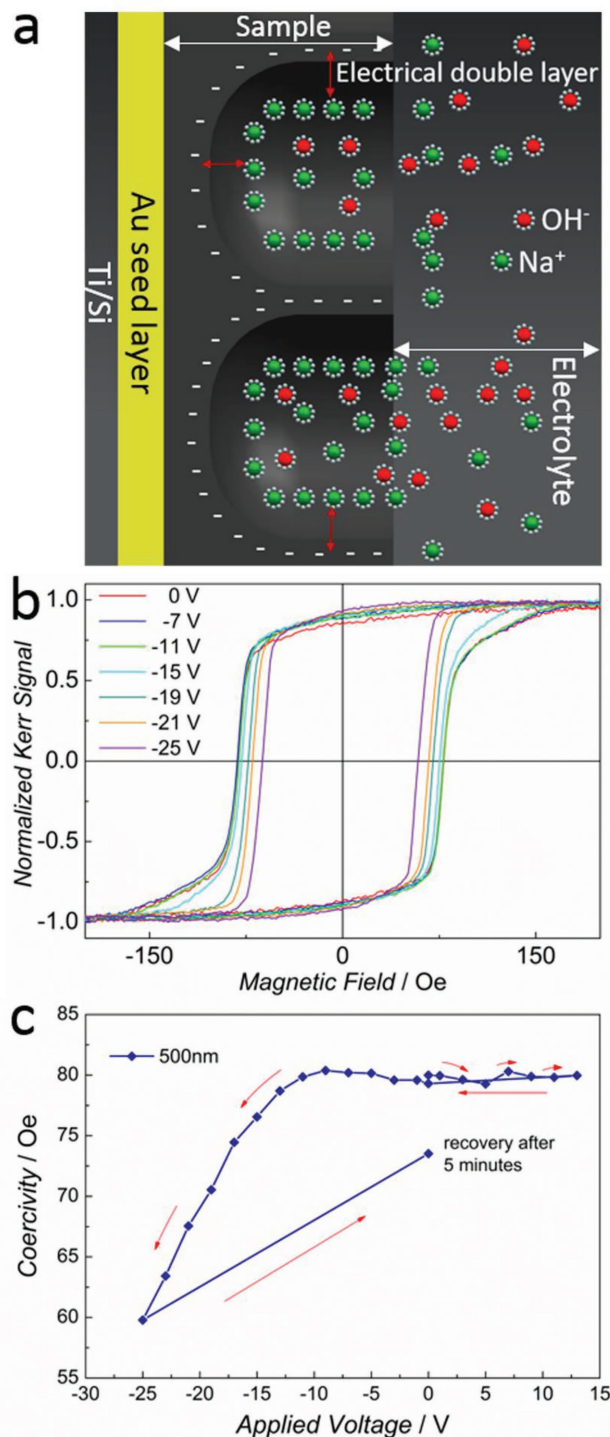 a
Sample
Electrical double layer
Ti/Si
Au seed layer
OH⁻
Na⁺
Electrolyte
b
1.0
0.5
0.0
-0.5
-1.0
Normalized Kerr Signal
0 V
-7 V
-11 V
-15 V
-19 V
-21 V
-25 V
-150
0
150
Magnetic Field / Oe
c
85
80
75
70
65
60
55
Coercivity / Oe
500nm
recovery after
5 minutes
-30
-25
-20
-15
-10
-5
0
5
10
15
Applied Voltage / V